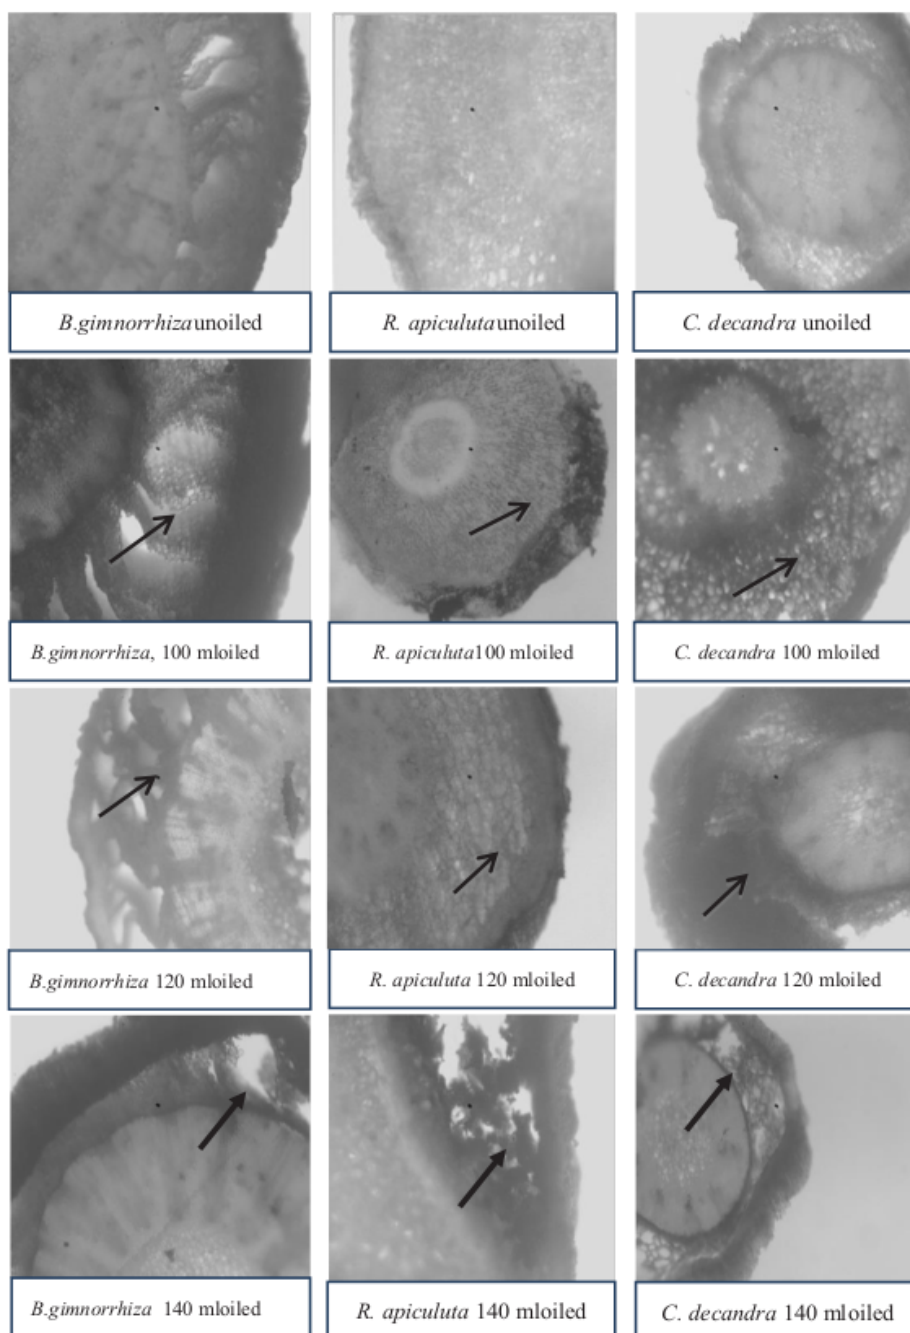 B.gimnorrhiza unoiled
R. apiculuta unoiled
C. decandra unoiled
B.gimnorrhiza, 100 mloiled
R. apiculuta 100 mloiled
C. decandra 100 mloiled
B.gimnorrhiza 120 mloiled
R. apiculuta 120 mloiled
C. decandra 120 mloiled
B.gimnorrhiza 140 mloiled
R. apiculuta 140 mloiled
C. decandra 140 mloiled